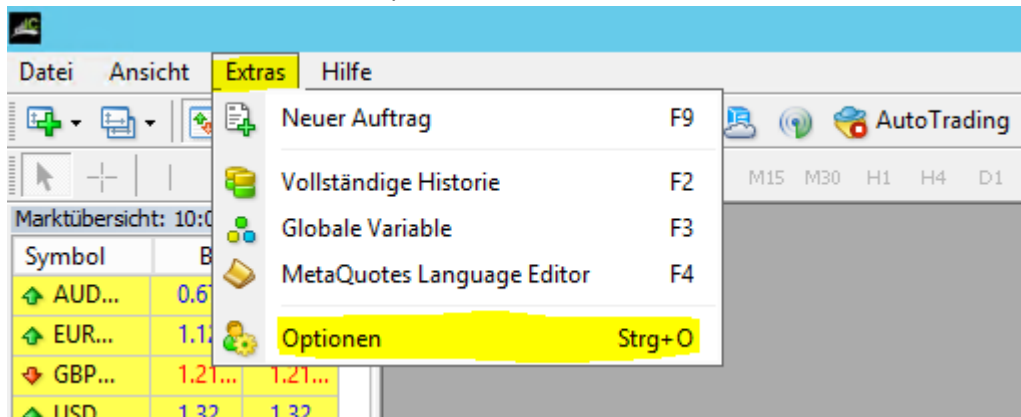 IC
Datei Ansicht Extras Hilfe
Neuer Auftrag F9
AutoTrading
Vollständige Historie F2
M15 M30 H1 H4 D1
Marktübersicht: 10:0
Globale Variable F3
Symbol B
MetaQuotes Language Editor F4
AUD... 0.67
EUR... 1.12
Optionen Strg+O
GBP... 1.21... 1.21...
USD 1.32 1.32